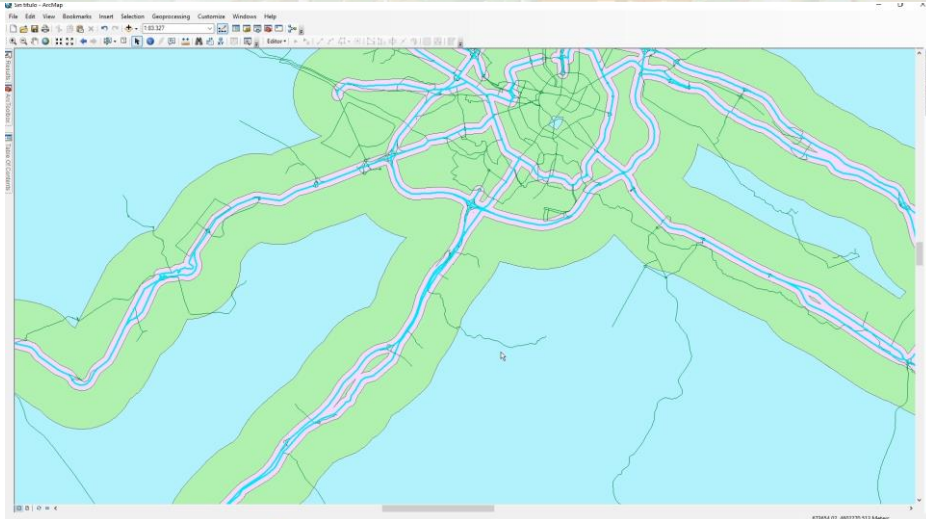 Sin título - ArcMap
File Edit View Bookmarks Insert Selection Geoprocessing Customize Windows Help
1:83.327
Editor
Results
ArcToolbox
Table Of Contents